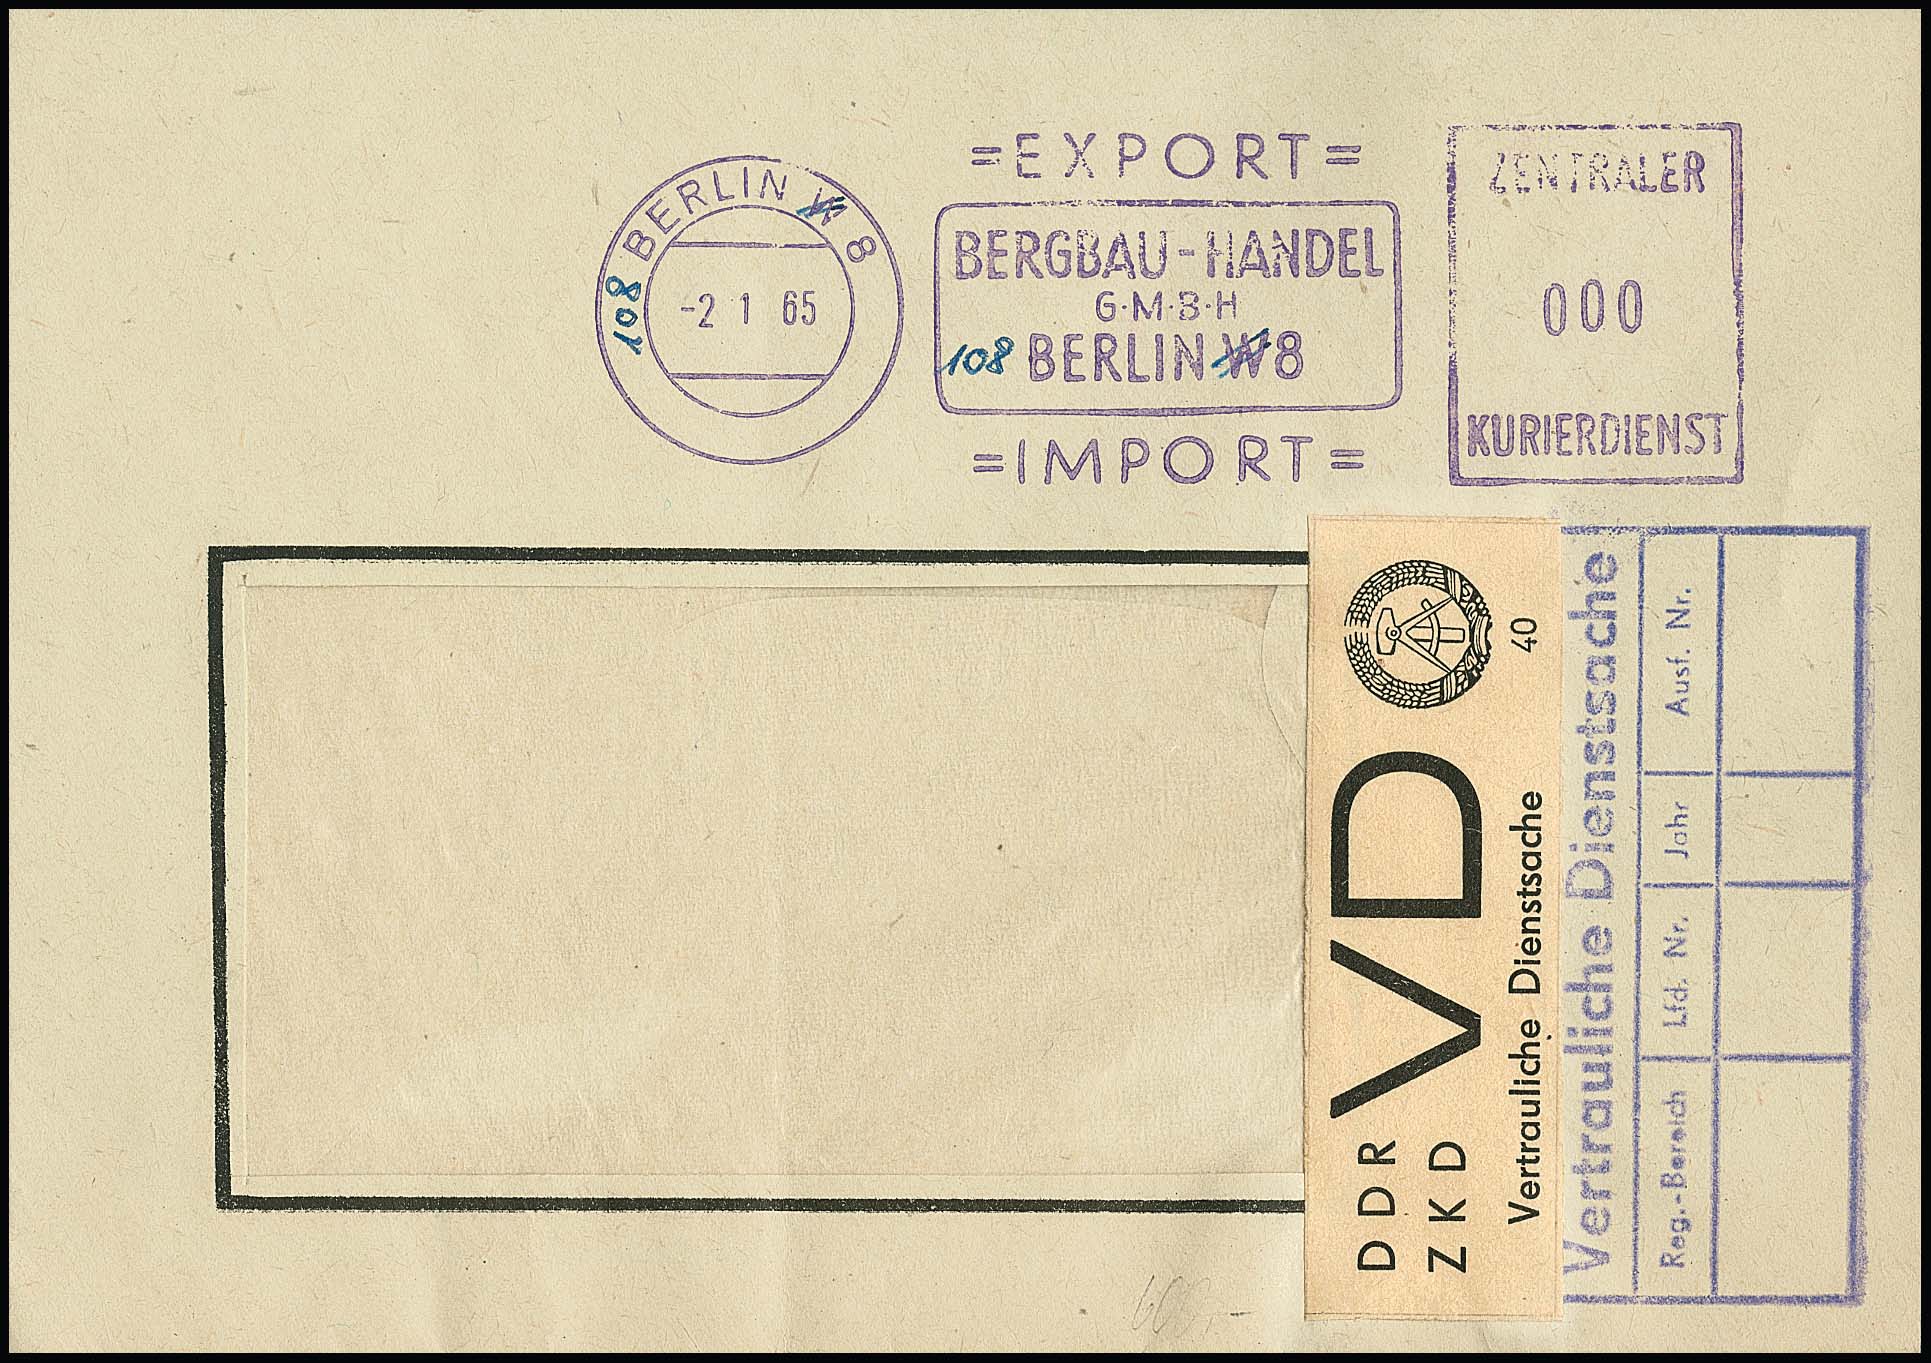 108 BERLIN W 8
-2 1 65
=EXPORT=
BERGBAU-HANDEL
G·M·B·H
108 BERLIN W8
=IMPORT=
ZENTRALER
000
KURIERDIENST
DDR
ZKD
VD
Vertrauliche Dienstsache
40
Vertrauliche Dienstsache
Reg.-Bereich Lfd. Nr. Jahr Ausf. Nr.